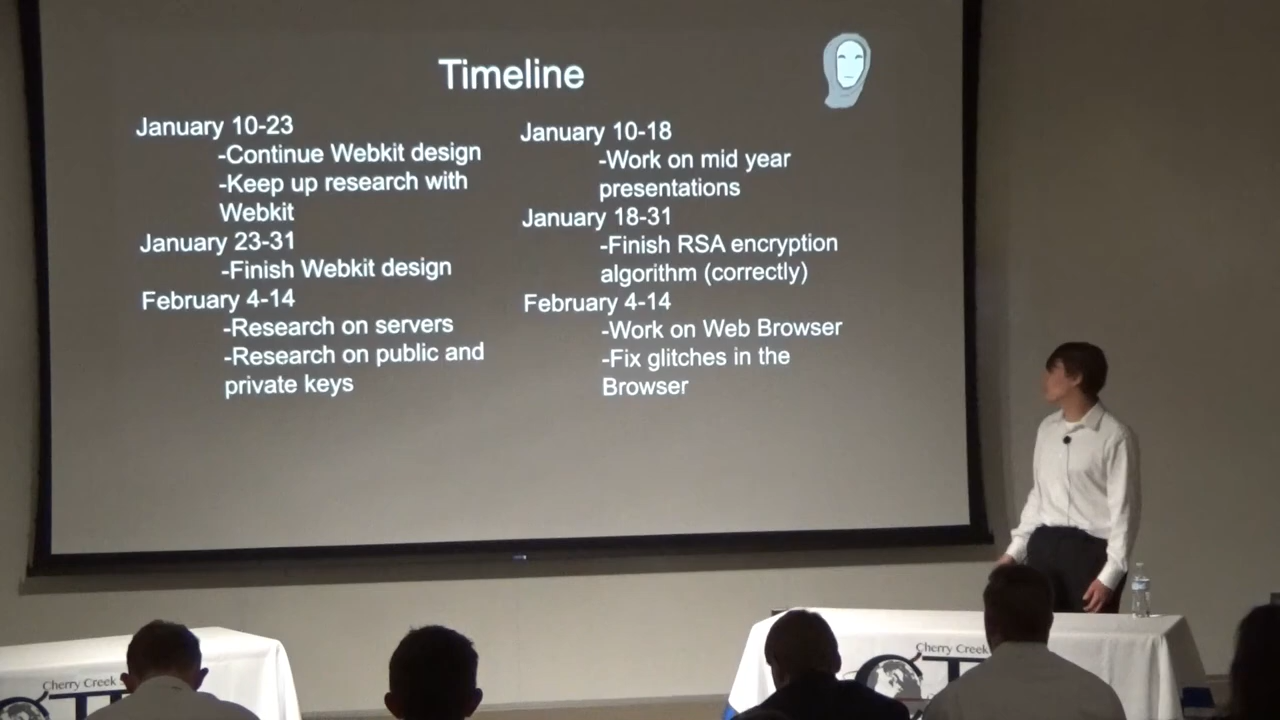 Timeline
January 10-23
-Continue Webkit design
-Keep up research with
Webkit
January 23-31
-Finish Webkit design
February 4-14
-Research on servers
-Research on public and
private keys
January 10-18
-Work on mid year
presentations
January 18-31
-Finish RSA encryption
algorithm (correctly)
February 4-14
-Work on Web Browser
-Fix glitches in the
Browser
Cherry Creek
Cherry Creek